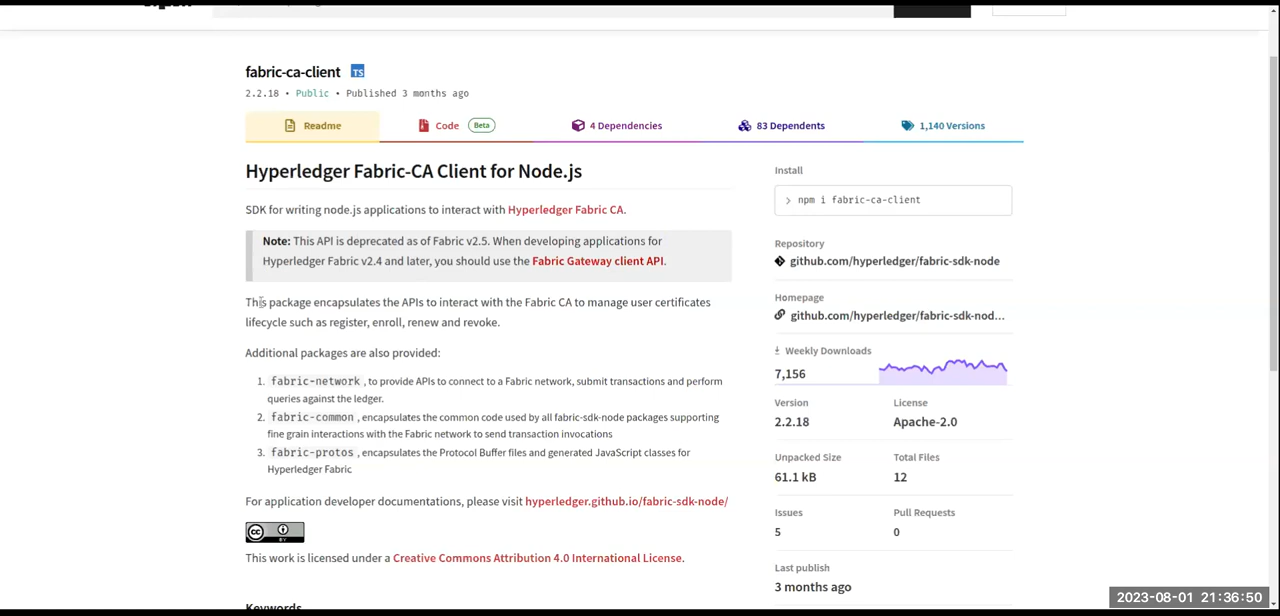 fabric-ca-client TS
2.2.18 • Public • Published 3 months ago
Readme
Code Beta
4 Dependencies
83 Dependents
1,140 Versions
Hyperledger Fabric-CA Client for Node.js
SDK for writing node.js applications to interact with Hyperledger Fabric CA.
Note: This API is deprecated as of Fabric v2.5. When developing applications for
Hyperledger Fabric v2.4 and later, you should use the Fabric Gateway client API.
This package encapsulates the APIs to interact with the Fabric CA to manage user certificates
lifecycle such as register, enroll, renew and revoke.
Additional packages are also provided:
1. fabric-network , to provide APIs to connect to a Fabric network, submit transactions and perform
queries against the ledger.
2. fabric-common , encapsulates the common code used by all fabric-sdk-node packages supporting
fine grain interactions with the Fabric network to send transaction invocations
3. fabric-protos , encapsulates the Protocol Buffer files and generated JavaScript classes for
Hyperledger Fabric
For application developer documentations, please visit hyperledger.github.io/fabric-sdk-node/
cc BY
This work is licensed under a Creative Commons Attribution 4.0 International License.
Keywords
Install
> npm i fabric-ca-client
Repository
github.com/hyperledger/fabric-sdk-node
Homepage
github.com/hyperledger/fabric-sdk-nod...
Weekly Downloads
7,156
Version
2.2.18
License
Apache-2.0
Unpacked Size
61.1 kB
Total Files
12
Issues
5
Pull Requests
0
Last publish
3 months ago
2023-08-01 21:36:50